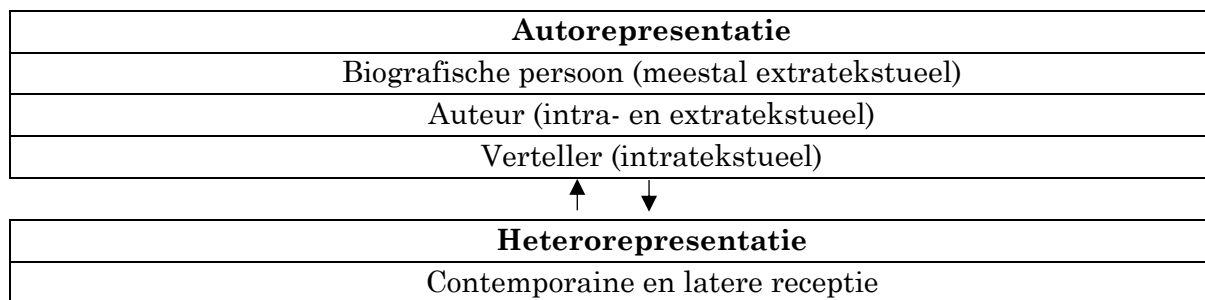 Autorepresentatie
Biografische persoon (meestal extratekstueel)
Auteur (intra- en extratekstueel)
Verteller (intratekstueel)
Heterorepresentatie
Contemporaine en latere receptie